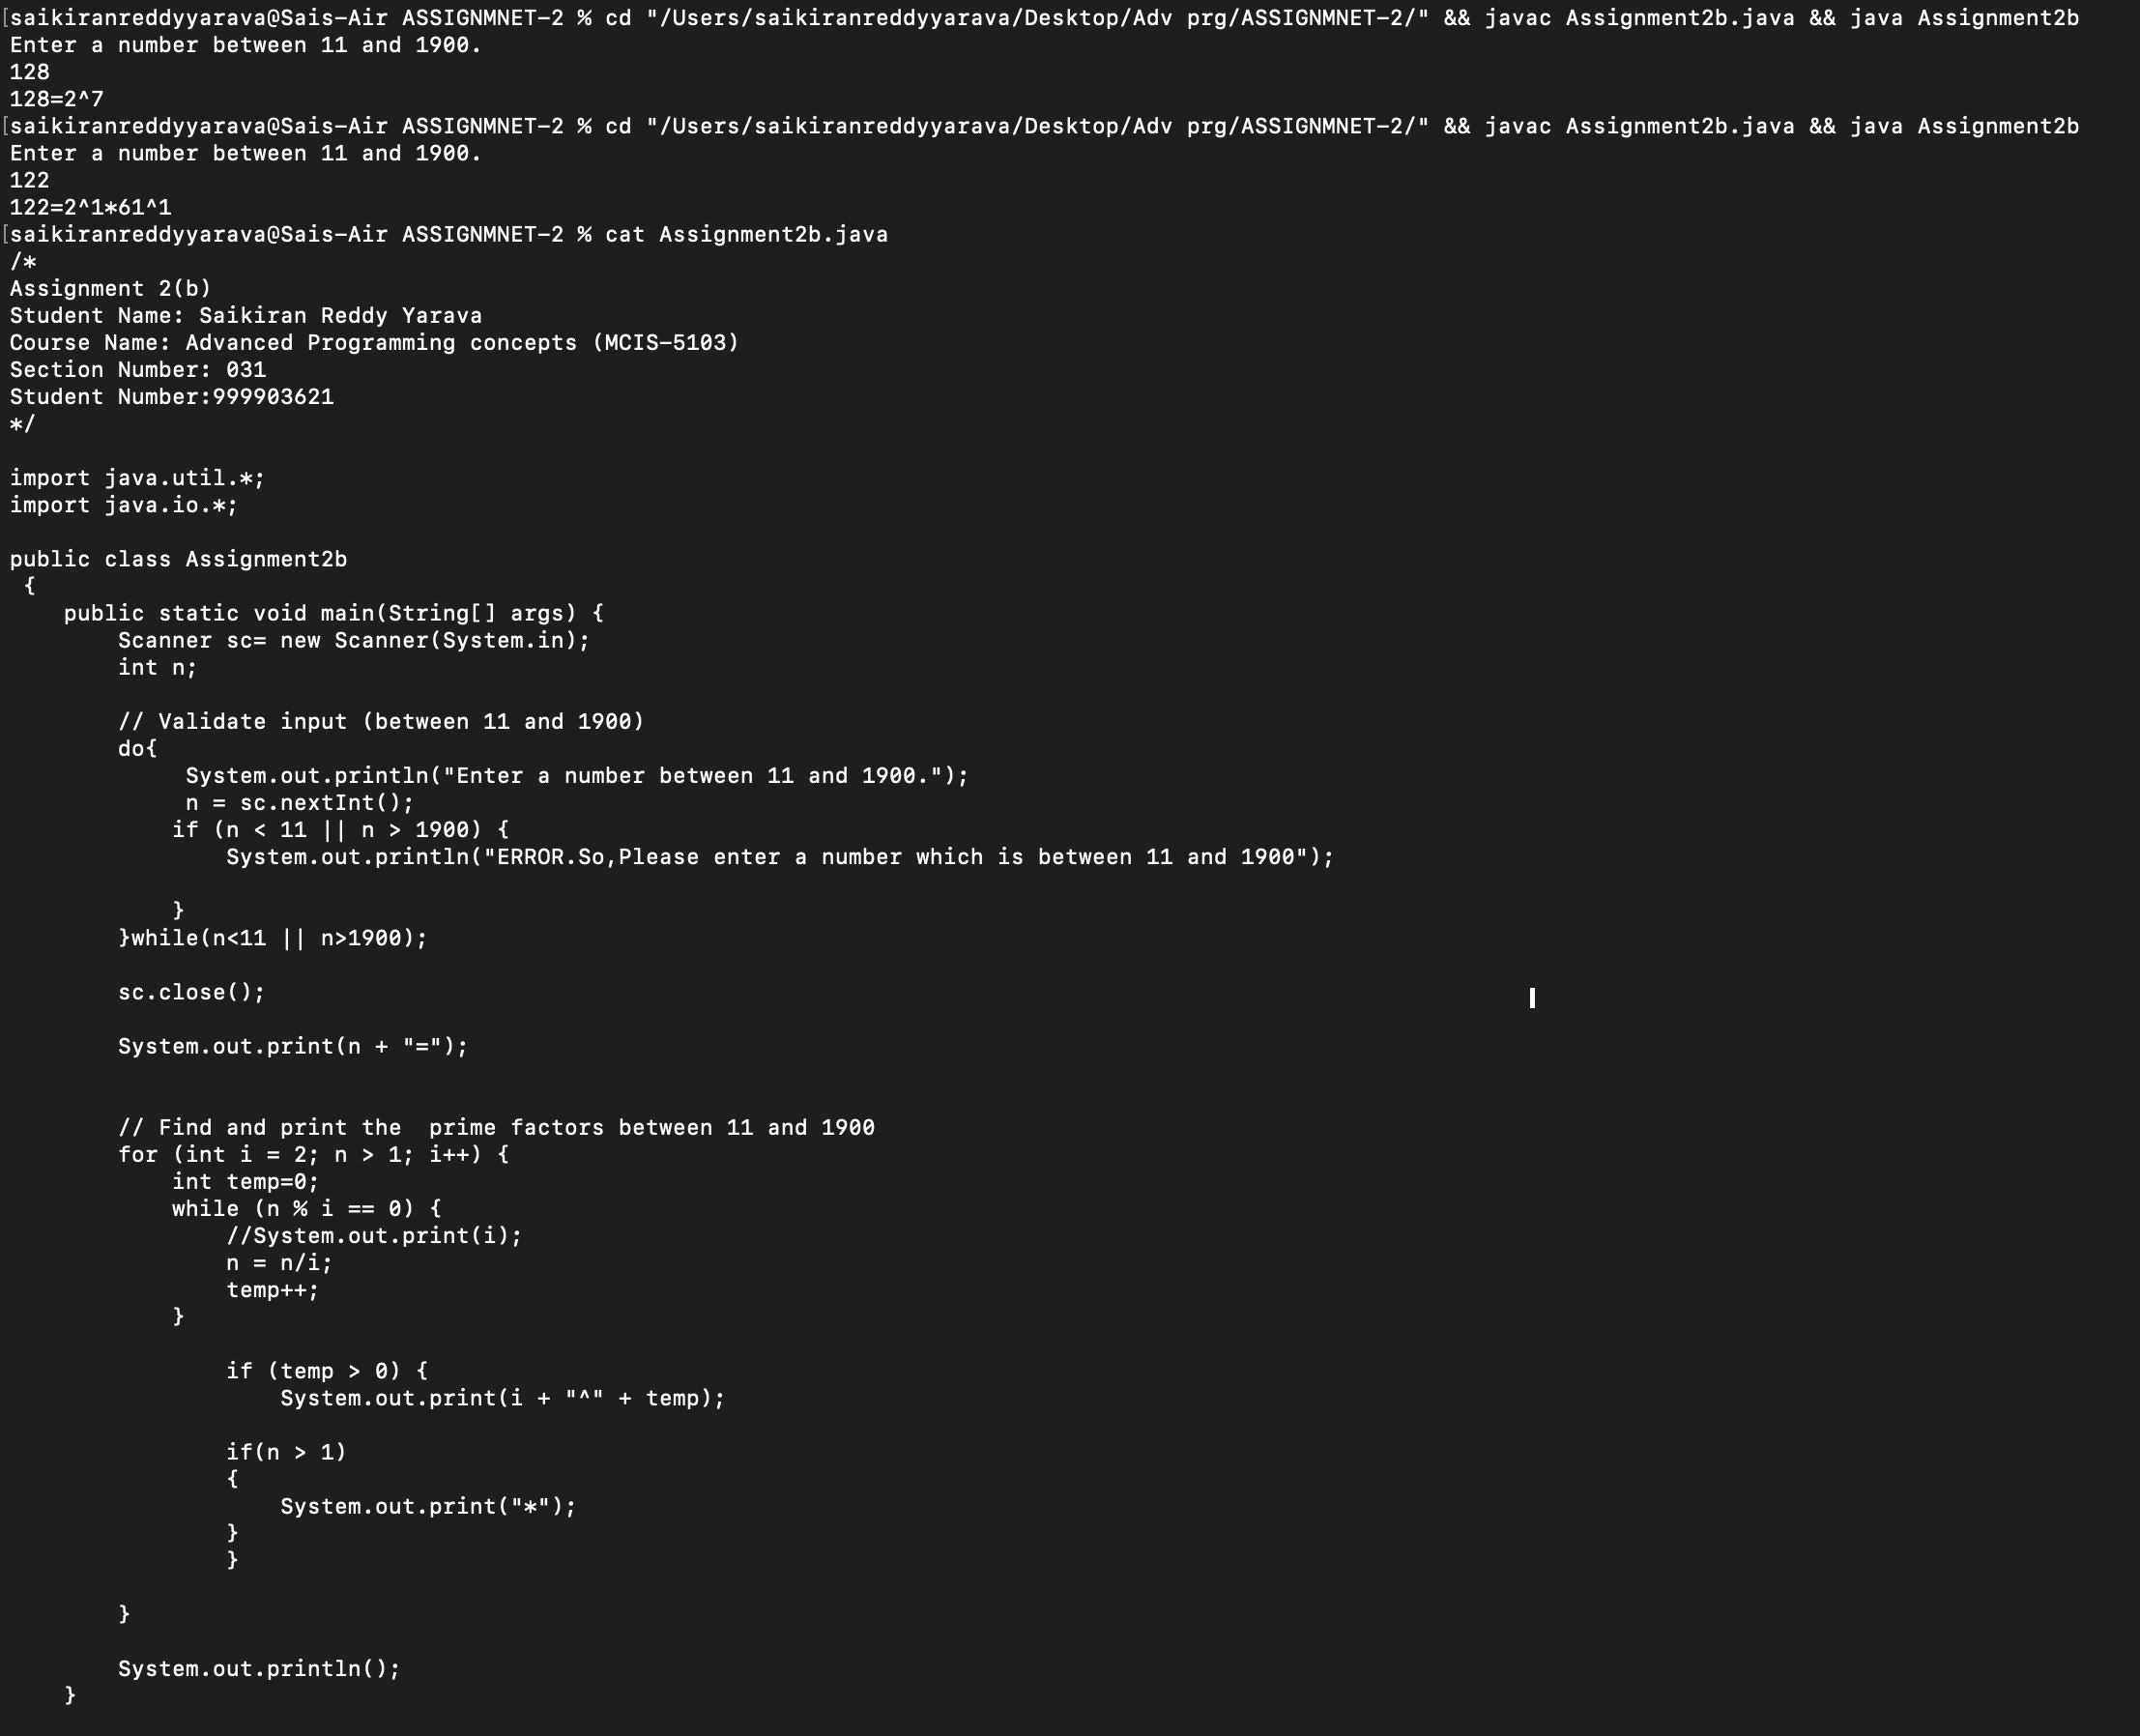 [saikiranreddyyarava@Sais-Air ASSIGNMNET-2 % cd "/Users/saikiranreddyyarava/Desktop/Adv prg/ASSIGNMNET-2/" && javac Assignment2b.java && java Assignment2b
Enter a number between 11 and 1900.
128
128=2^7
[saikiranreddyyarava@Sais-Air ASSIGNMNET-2 % cd "/Users/saikiranreddyyarava/Desktop/Adv prg/ASSIGNMNET-2/" && javac Assignment2b.java && java Assignment2b
Enter a number between 11 and 1900.
122
122=2^1*61^1
[saikiranreddyyarava@Sais-Air ASSIGNMNET-2 % cat Assignment2b.java
/*
Assignment 2(b)
Student Name: Saikiran Reddy Yarava
Course Name: Advanced Programming concepts (MCIS-5103)
Section Number: 031
Student Number:999903621
*/

import java.util.*;
import java.io.*;

public class Assignment2b
 {
    public static void main(String[] args) {
        Scanner sc= new Scanner(System.in);
        int n;

        // Validate input (between 11 and 1900)
        do{
             System.out.println("Enter a number between 11 and 1900.");
             n = sc.nextInt();
            if (n < 11 || n > 1900) {
                System.out.println("ERROR.So,Please enter a number which is between 11 and 1900");

            }
        }while(n<11 || n>1900);

        sc.close();

        System.out.print(n + "=");


        // Find and print the  prime factors between 11 and 1900
        for (int i = 2; n > 1; i++) {
            int temp=0;
            while (n % i == 0) {
                //System.out.print(i);
                n = n/i;
                temp++;
            }

                if (temp > 0) {
                    System.out.print(i + "^" + temp);

                if(n > 1)
                {
                    System.out.print("*");
                }
                }

        }

        System.out.println();
    }